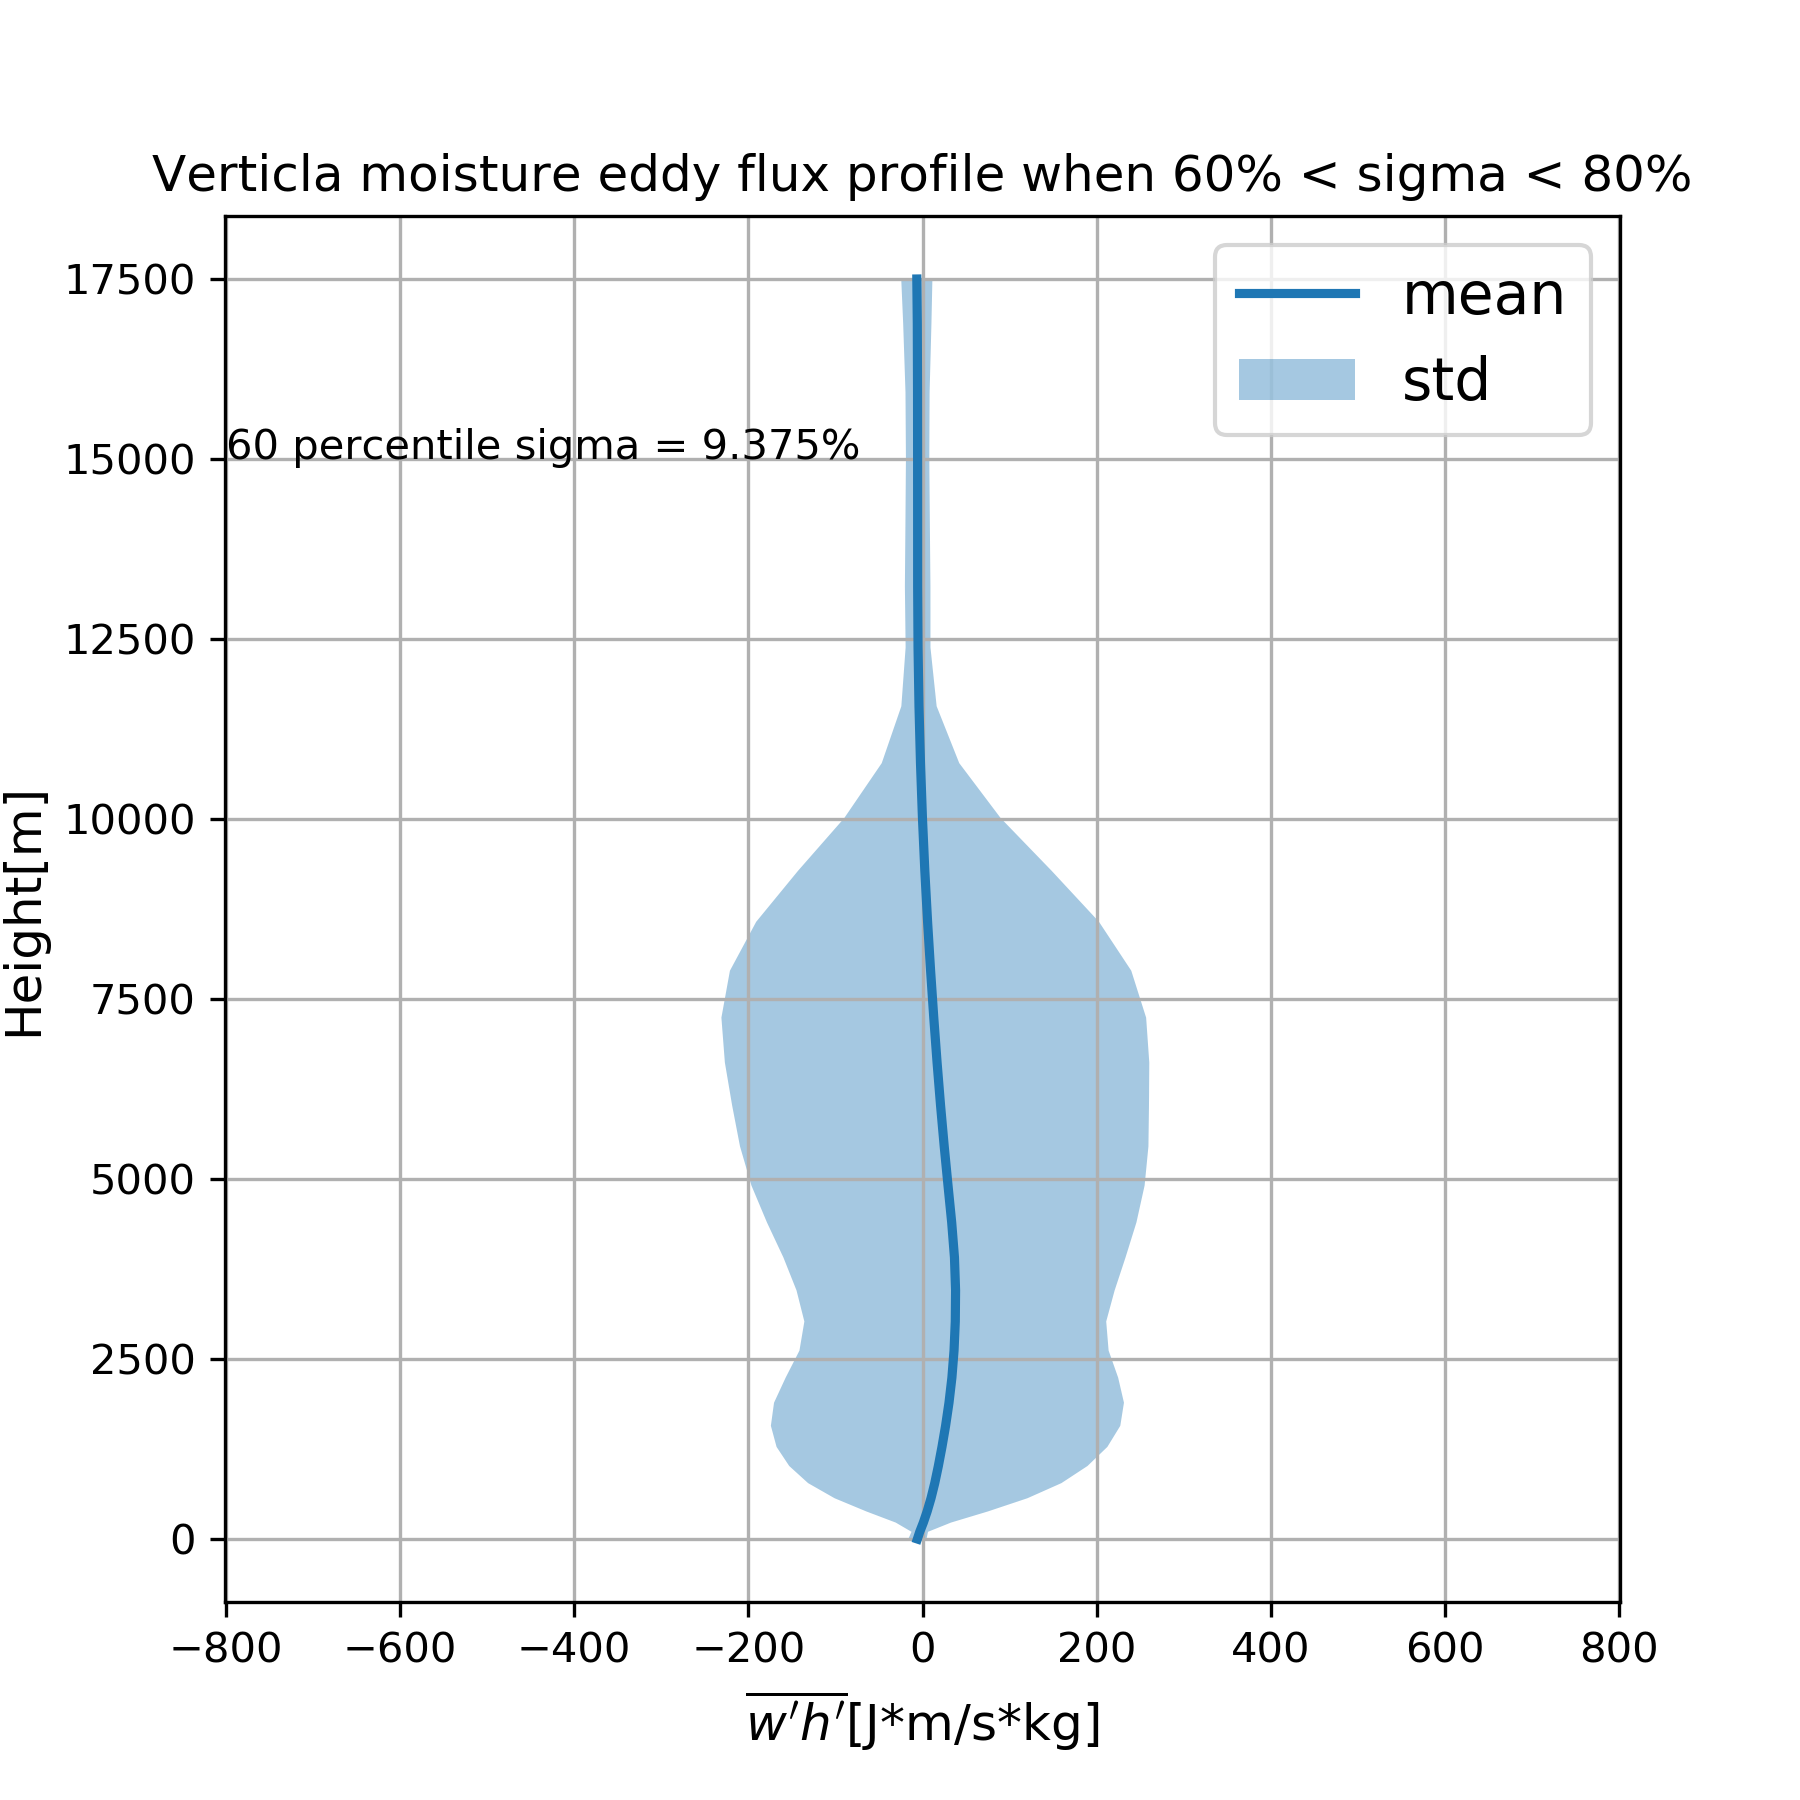 Verticla moisture eddy flux profile when 60% < sigma < 80%
mean
std
60 percentile sigma = 9.375%
17500
15000
12500
10000
7500
5000
2500
0
Height[m]
−800 −600 −400 −200 0 200 400 600 800
w′h′[J*m/s*kg]